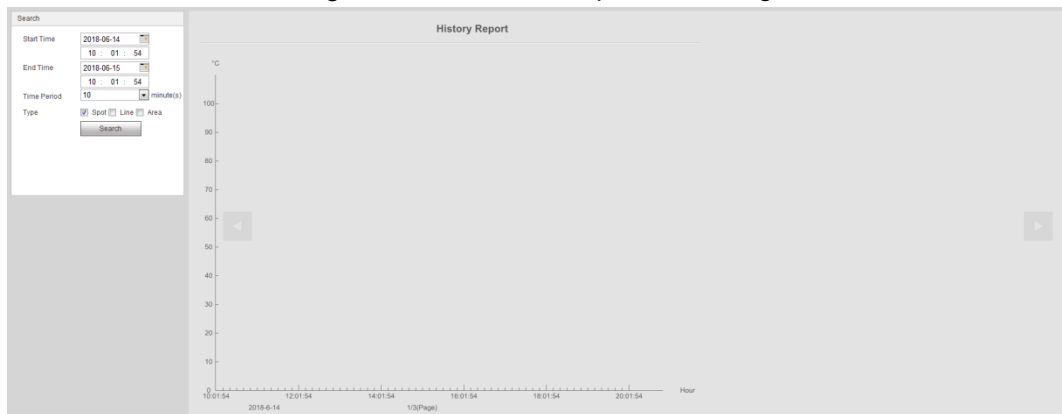 Search
Start Time 2018-06-14
10 : 01 : 54
End Time 2018-06-15
10 : 01 : 54
Time Period 10 minute(s)
Type Spot Line Area
Search
History Report
°C
100
90
80
70
60
50
40
30
20
10
0
10:01:54 12:01:54 14:01:54 16:01:54 18:01:54 20:01:54 Hour
2018-6-14 1/3(Page)